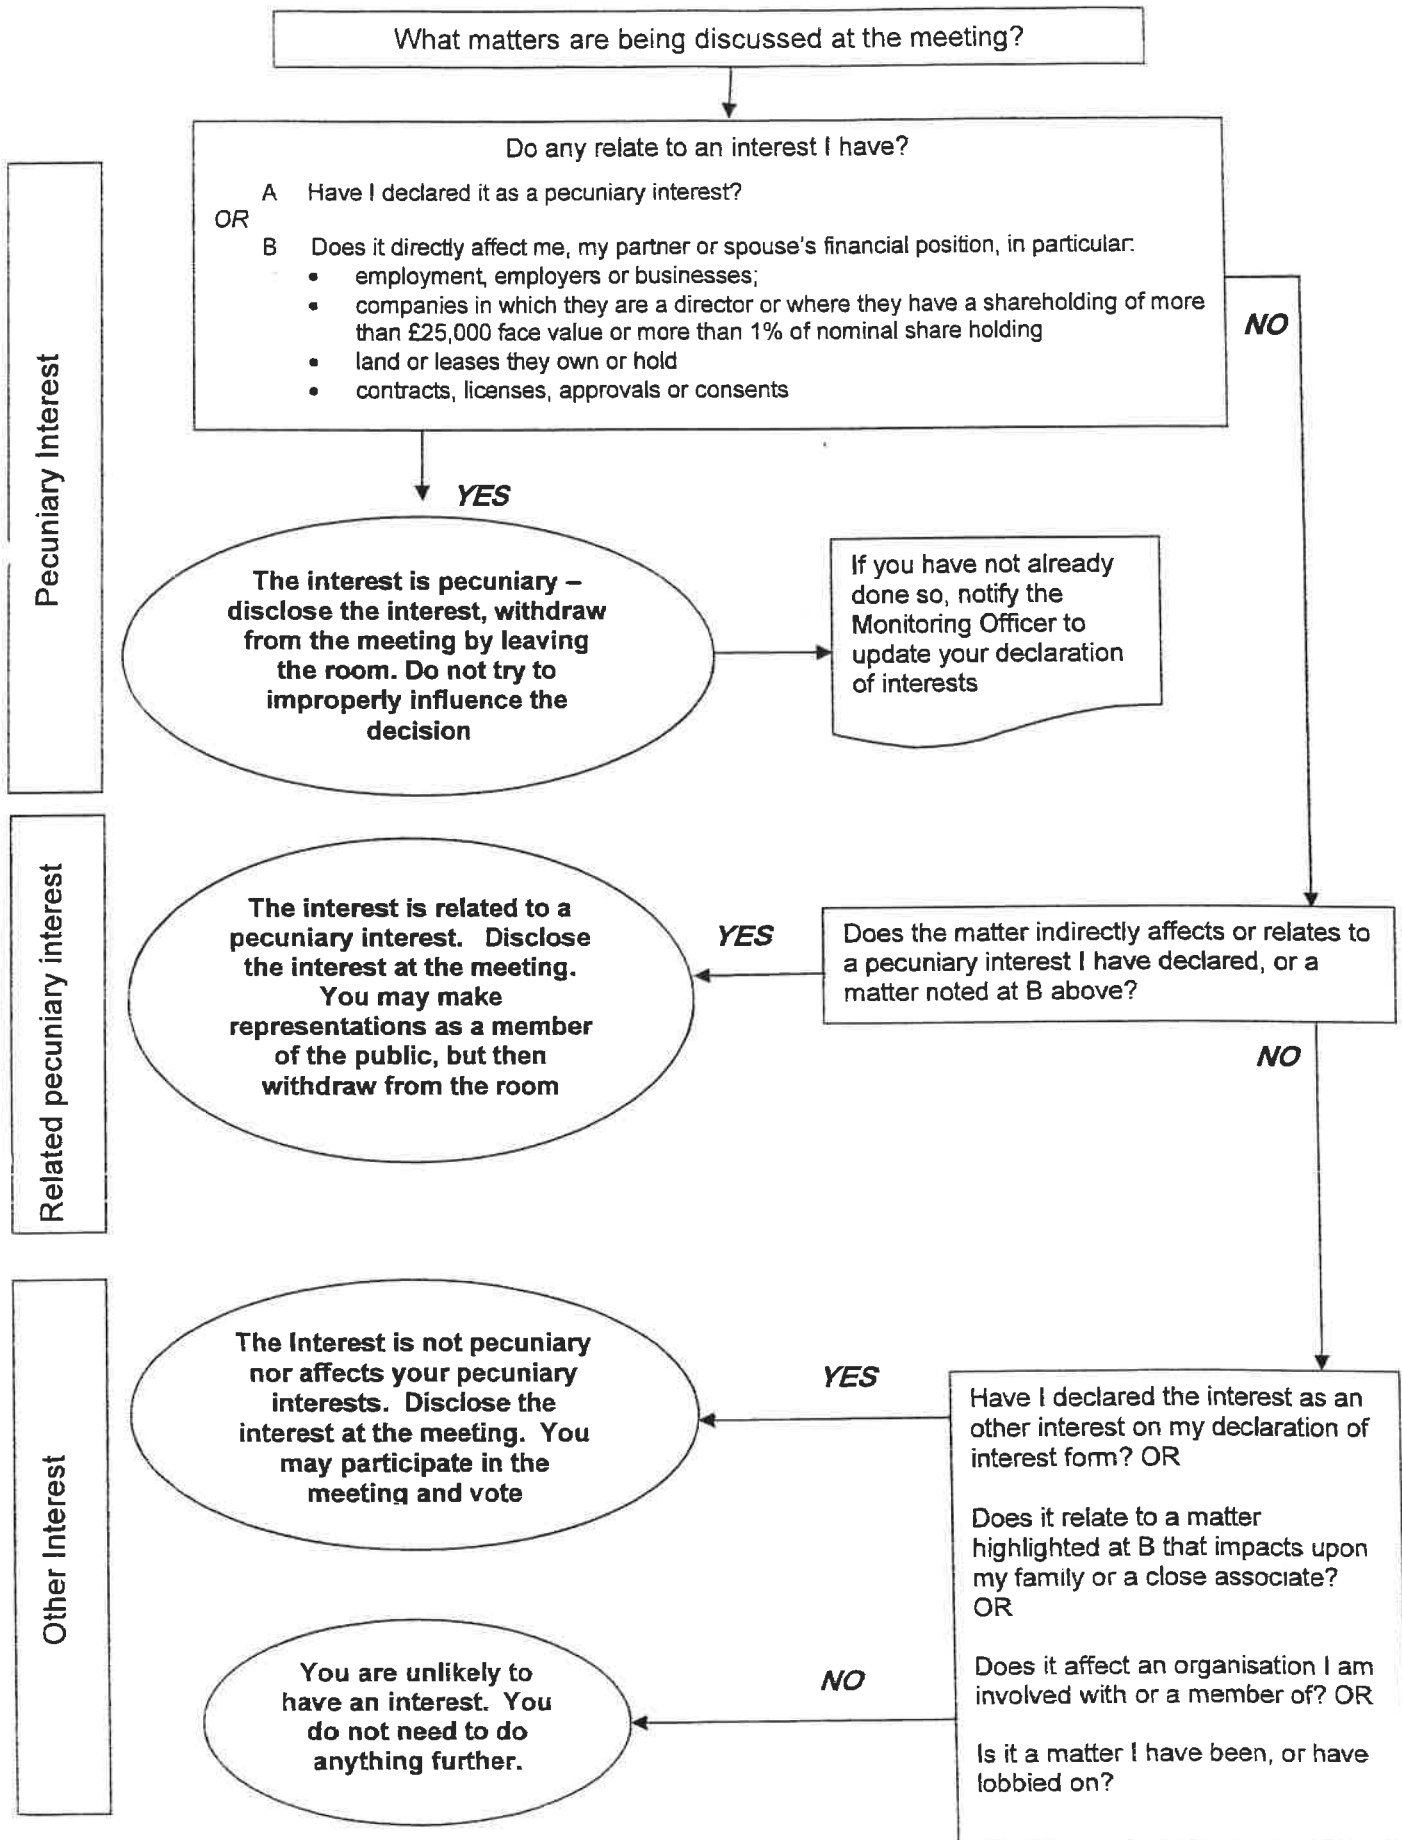 What matters are being discussed at the meeting?
Do any relate to an interest I have?
A Have I declared it as a pecuniary interest?
OR
B Does it directly affect me, my partner or spouse's financial position, in particular:
• employment, employers or businesses;
• companies in which they are a director or where they have a shareholding of more
than £25,000 face value or more than 1% of nominal share holding
• land or leases they own or hold
• contracts, licenses, approvals or consents
NO
Pecuniary Interest
YES
The interest is pecuniary –
disclose the interest, withdraw
from the meeting by leaving
the room. Do not try to
improperly influence the
decision
If you have not already
done so, notify the
Monitoring Officer to
update your declaration
of interests
Related pecuniary interest
The interest is related to a
pecuniary interest. Disclose
the interest at the meeting.
You may make
representations as a member
of the public, but then
withdraw from the room
YES
Does the matter indirectly affects or relates to
a pecuniary interest I have declared, or a
matter noted at B above?
NO
Other Interest
The Interest is not pecuniary
nor affects your pecuniary
interests. Disclose the
interest at the meeting. You
may participate in the
meeting and vote
YES
Have I declared the interest as an
other interest on my declaration of
interest form? OR
Does it relate to a matter
highlighted at B that impacts upon
my family or a close associate?
OR
Does it affect an organisation I am
involved with or a member of? OR
Is it a matter I have been, or have
lobbied on?
NO
You are unlikely to
have an interest. You
do not need to do
anything further.